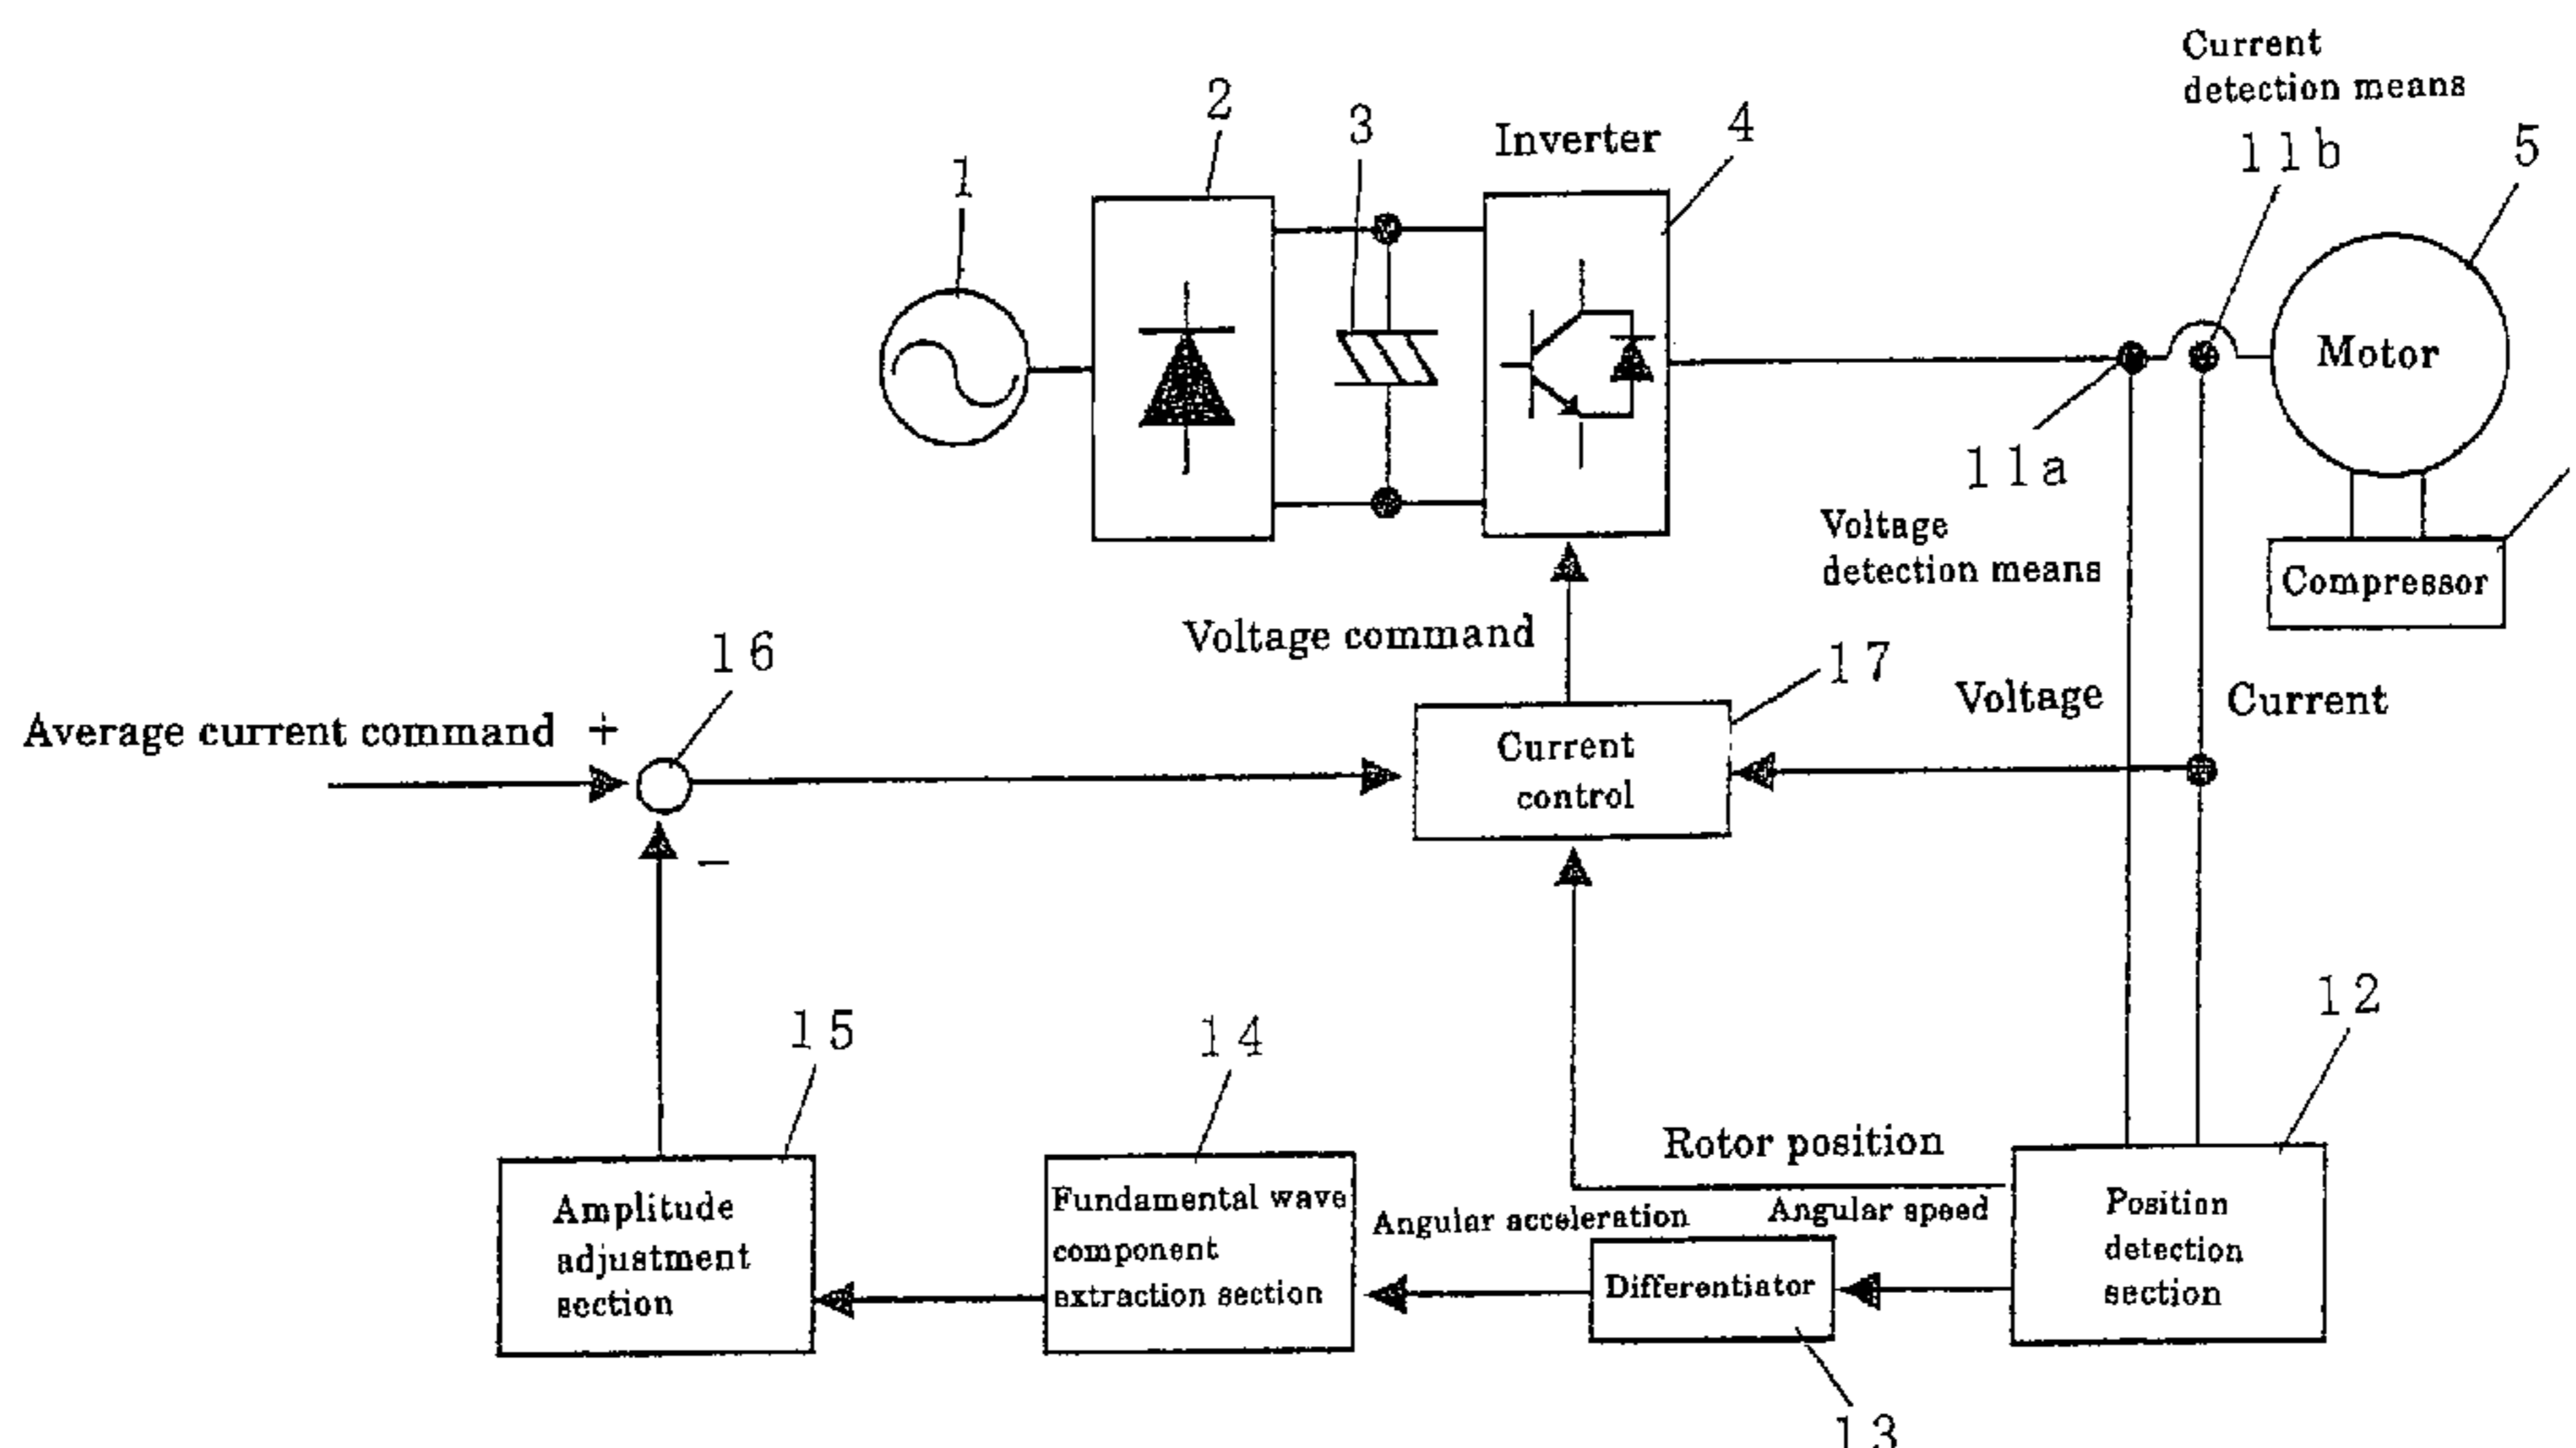 Current
detection means
2
3
Inverter
4
11b
5
1
Motor
11a
Voltage
detection means
Compressor
Voltage command
16
17
Voltage
Current
Average current command +
Current
control
−
12
15
14
Rotor position
Amplitude
adjustment
section
Fundamental wave
component
extraction section
Angular acceleration
Angular speed
Differentiator
Position
detection
section
13